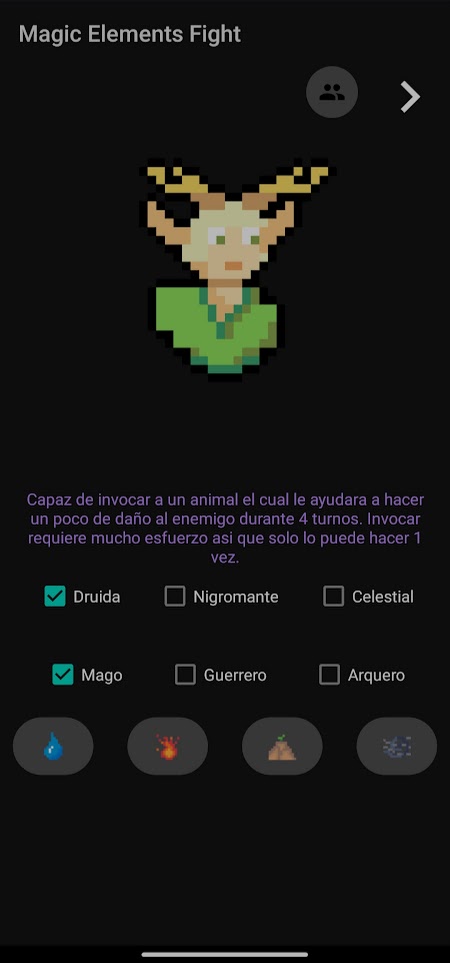 Magic Elements Fight
Capaz de invocar a un animal el cual le ayudara a hacer
un poco de daño al enemigo durante 4 turnos. Invocar
requiere mucho esfuerzo asi que solo lo puede hacer 1
vez.
Druida Nigromante Celestial
Mago Guerrero Arquero